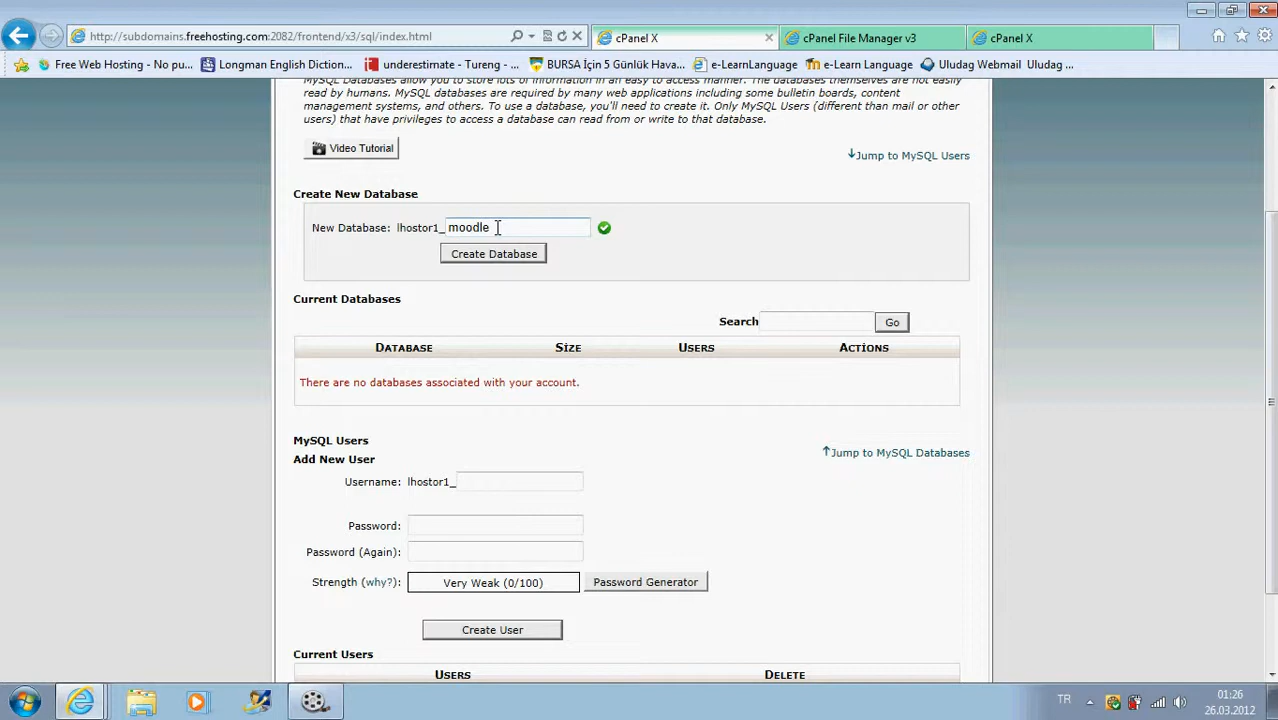 http://subdomains.freehosting.com:2082/frontend/x3/sql/index.html
cPanel X
cPanel File Manager v3
cPanel X
Free Web Hosting - No pu...
Longman English Diction...
underestimate - Tureng - ...
BURSA İçin 5 Günlük Hava...
e-LearnLanguage
e-Learn Language
Uludag Webmail Uludag ...
MySQL Databases allow you to store lots of information in an easy to access manner. The databases themselves are not easily
read by humans. MySQL databases are required by many web applications including some bulletin boards, content
management systems, and others. To use a database, you'll need to create it. Only MySQL Users (different than mail or other
users) that have privileges to access a database can read from or write to that database.
Video Tutorial
Jump to MySQL Users
Create New Database
New Database: lhostor1_ moodle
Create Database
Current Databases
Search
Go
DATABASE SIZE USERS ACTIONS
There are no databases associated with your account.
MySQL Users
Jump to MySQL Databases
Add New User
Username: lhostor1_
Password:
Password (Again):
Strength (why?): Very Weak (0/100) Password Generator
Create User
Current Users
USERS DELETE
TR
01:26
26.03.2012